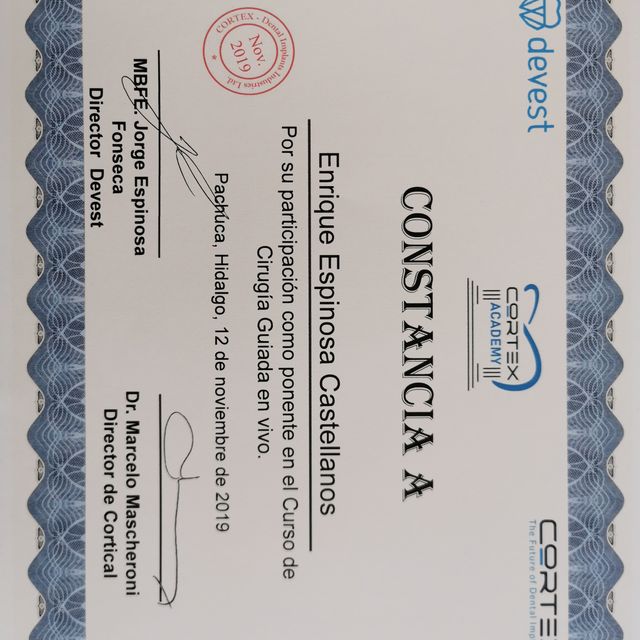 devest
CORTEX
ACADEMY
CORTE
The Future of Dental Imp
CONSTANCIA A
Enrique Espinosa Castellanos
Por su participación como ponente en el Curso de
Cirugía Guiada en vivo.
Pachuca, Hidalgo, 12 de noviembre de 2019
CORTEX - Dental Implants Industries Ltd.
Nov.
2019
MBFE. Jorge Espinosa
Fonseca
Director Devest
Dr. Marcelo Mascheroni
Director de Cortical